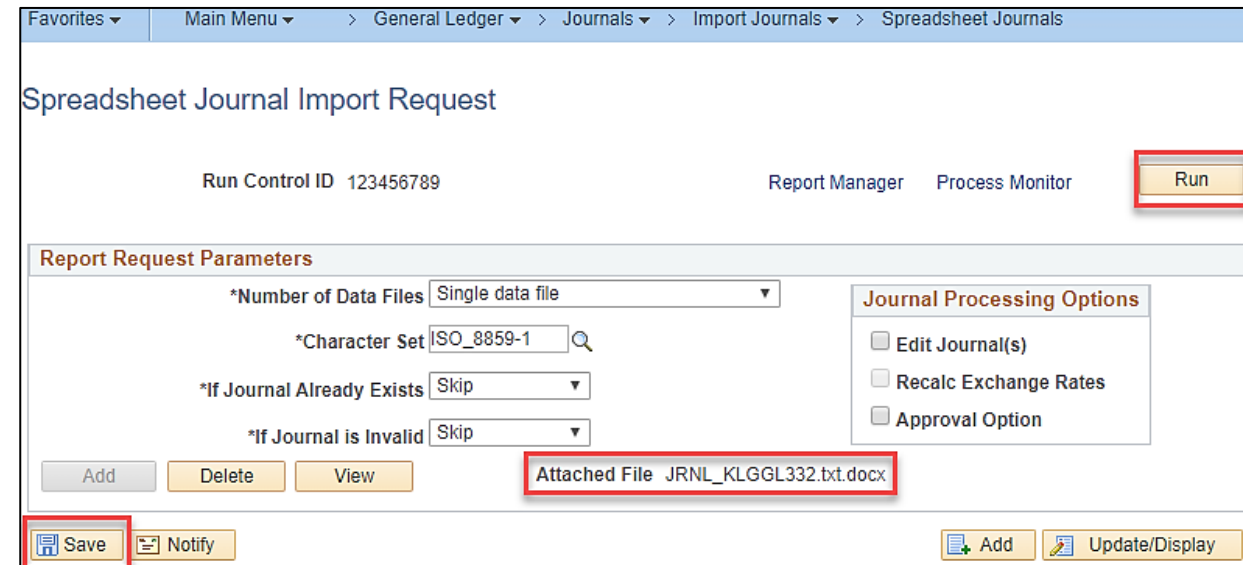 Favorites Main Menu > General Ledger > Journals > Import Journals > Spreadsheet Journals
Spreadsheet Journal Import Request
Run Control ID 123456789 Report Manager Process Monitor Run
Report Request Parameters
*Number of Data Files Single data file
Journal Processing Options
*Character Set ISO_8859-1
Edit Journal(s)
*If Journal Already Exists Skip
Recalc Exchange Rates
*If Journal is Invalid Skip
Approval Option
Add Delete View Attached File JRNL_KLGGL332.txt.docx
Save Notify Add Update/Display